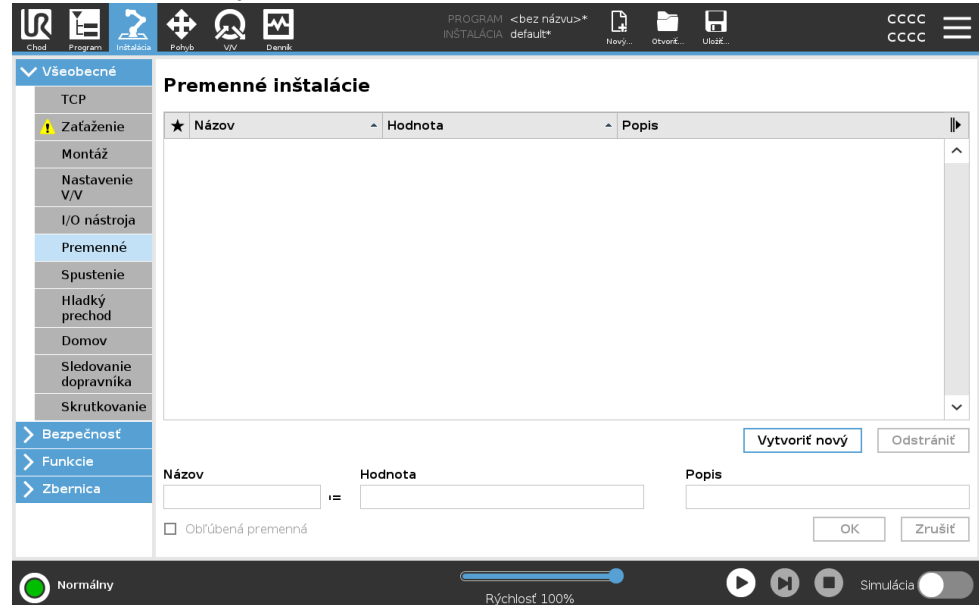 PROGRAM <bez názvu>*
INŠTALÁCIA default*
CCCC
CCCC
Chod Program Inštalácia Pohyb V/V Denník Nový... Otvoriť... Uložiť...
Všeobecné
TCP
Zaťaženie
Montáž
Nastavenie
V/V
I/O nástroja
Premenné
Spustenie
Hladký
prechod
Domov
Sledovanie
dopravníka
Skrutkovanie
Bezpečnosť
Funkcie
Zbernica
Premenné inštalácie
Názov Hodnota Popis
Vytvoriť nový Odstrániť
Názov Hodnota Popis
:=
Obľúbená premenná OK Zrušiť
Normálny
Rýchlosť 100%
Simulácia